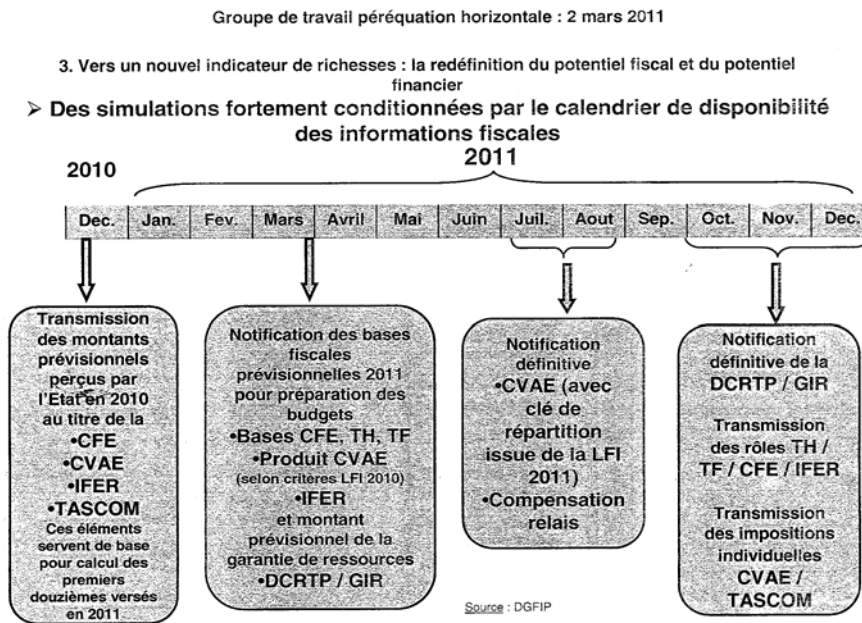 Groupe de travail péréquation horizontale : 2 mars 2011
3. Vers un nouvel indicateur de richesses : la redéfinition du potentiel fiscal et du potentiel
financier
➢ Des simulations fortement conditionnées par le calendrier de disponibilité
des informations fiscales
2010
2011
Dec. Jan. Fev. Mars Avril Mai Juin Juil. Aout Sep. Oct. Nov. Dec.
Transmission
des montants
prévisionnels
perçus par
l'Etat en 2010
au titre de la
•CFE
•CVAE
•IFER
•TASCOM
Ces éléments
servent de base
pour calcul des
premiers
douzièmes versés
en 2011
Notification des bases
fiscales
prévisionnelles 2011
pour préparation des
budgets
•Bases CFE, TH, TF
•Produit CVAE
(selon critères LFI 2010)
•IFER
et montant
prévisionnel de la
garantie de ressources
•DCRTP / GIR
Notification
définitive
•CVAE (avec
clé de
répartition
issue de la LFI
2011)
•Compensation
relais
Notification
définitive de la
DCRTP / GIR
Transmission
des rôles TH /
TF / CFE / IFER
Transmission
des impositions
individuelles
CVAE /
TASCOM
Source : DGFIP